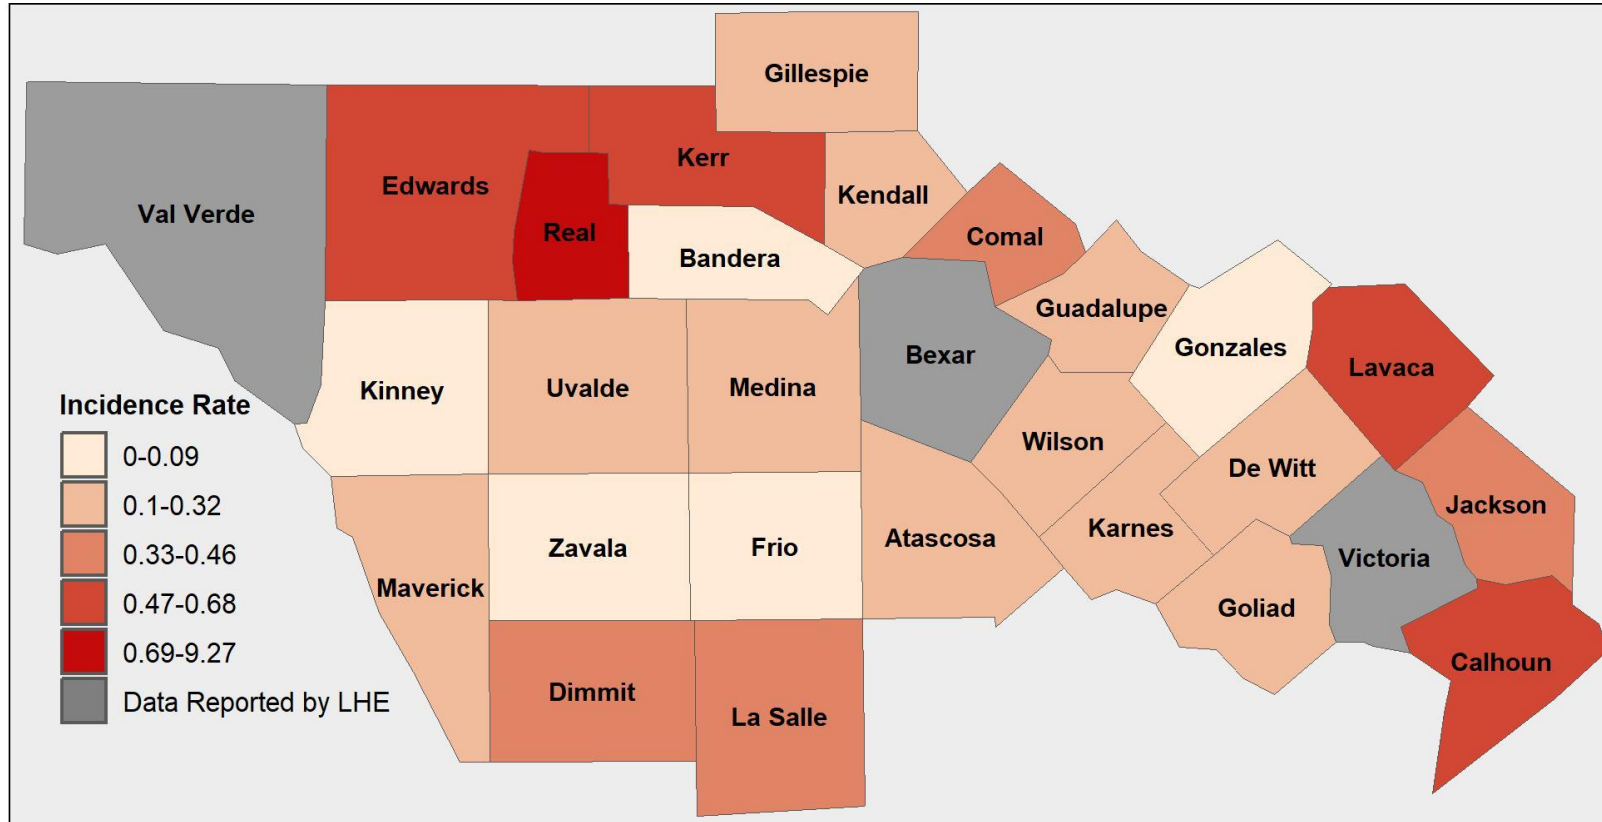 Gillespie
Kerr
Edwards
Kendall
Val Verde
Real
Comal
Bandera
Guadalupe
Gonzales
Bexar
Lavaca
Kinney
Uvalde
Medina
Incidence Rate
0-0.09
0.1-0.32
0.33-0.46
0.47-0.68
0.69-9.27
Data Reported by LHE
Wilson
De Witt
Jackson
Karnes
Atascosa
Zavala
Frio
Victoria
Maverick
Goliad
Calhoun
Dimmit
La Salle